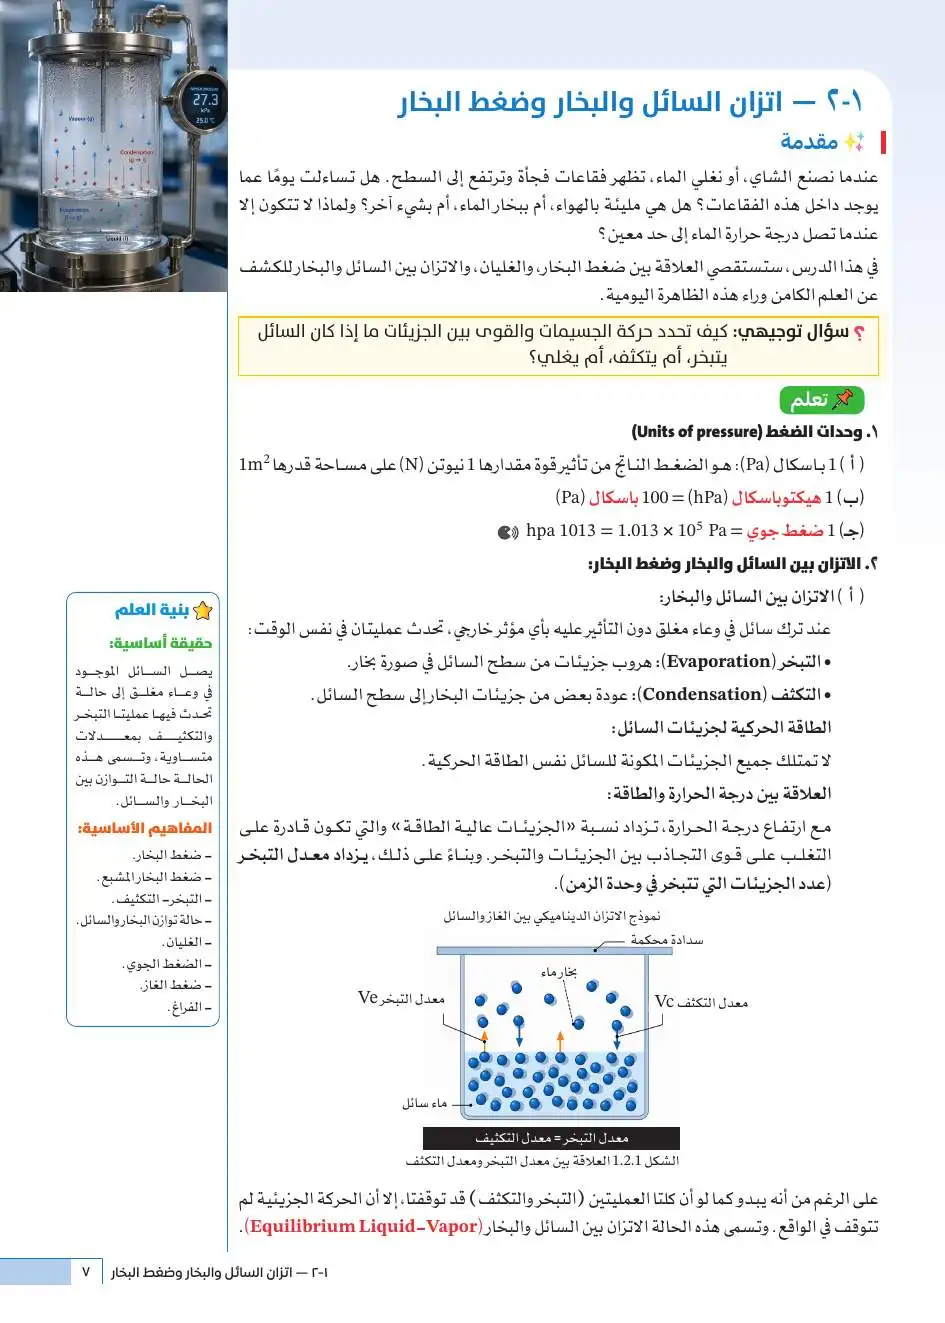 27.3
kPa
25.0 °C
Vapor (g)
Condensation
Liquid (l)
٢-١ — اتزان السائل والبخار وضغط البخار
مقدمة
عندما نصنع الشاي، أو نغلي الماء، تظهر فقاعات فجأة وترتفع إلى السطح. هل تساءلت يومًا عما
يوجد داخل هذه الفقاعات؟ هل هي مليئة بالهواء، أم ببخار الماء، أم بشيء آخر؟ ولماذا لا تتكون إلا
عندما تصل درجة حرارة الماء إلى حد معين؟
في هذا الدرس، ستستقصي العلاقة بين ضغط البخار، والغليان، والاتزان بين السائل والبخار للكشف
عن العلم الكامن وراء هذه الظاهرة اليومية.
؟ سؤال توجيهي: كيف تحدد حركة الجسيمات والقوى بين الجزيئات ما إذا كان السائل
يتبخر، أم يتكثف، أم يغلي؟
تعلم
١. وحدات الضغط (Units of pressure)
( أ ) 1 باسكال (Pa): هو الضغط الناتج من تأثير قوة مقدارها 1 نيوتن (N) على مساحة قدرها 1m²
(ب) 1 هيكتوباسكال (hPa) = 100 باسكال (Pa)
(جـ) 1 ضغط جوي = hpa 1013 = 1.013 × 10⁵ Pa
٢. الاتزان بين السائل والبخار وضغط البخار:
( أ ) الاتزان بين السائل والبخار:
عند ترك سائل في وعاء مغلق دون التأثير عليه بأي مؤثر خارجي، تحدث عمليتان في نفس الوقت:
• التبخر (Evaporation): هروب جزيئات من سطح السائل في صورة بخار.
• التكثف (Condensation): عودة بعض من جزيئات البخار إلى سطح السائل.
الطاقة الحركية لجزيئات السائل:
لا تمتلك جميع الجزيئات المكونة للسائل نفس الطاقة الحركية.
العلاقة بين درجة الحرارة والطاقة:
مع ارتفاع درجة الحرارة، تزداد نسبة «الجزيئات عالية الطاقة» والتي تكون قادرة على
التغلب على قوى التجاذب بين الجزيئات والتبخر. وبناءً على ذلك، يزداد معدل التبخر
(عدد الجزيئات التي تتبخر في وحدة الزمن).
نموذج الاتزان الديناميكي بين الغاز والسائل
سدادة محكمة
بخار ماء
معدل التكثف Vc
معدل التبخر Ve
ماء سائل
معدل التبخر = معدل التكثيف
الشكل 1.2.1 العلاقة بين معدل التبخر ومعدل التكثف
على الرغم من أنه يبدو كما لو أن كلتا العمليتين (التبخر والتكثف) قد توقفتا، إلا أن الحركة الجزيئية لم
تتوقف في الواقع. وتسمى هذه الحالة الاتزان بين السائل والبخار (Equilibrium Liquid-Vapor).
بنية العلم
حقيقة أساسية:
يصل السائل الموجود
في وعاء مغلق إلى حالة
تحدث فيها عمليتا التبخر
والتكثيف بمعدلات
متساوية، وتسمى هذه
الحالة حالة التوازن بين
البخار والسائل.
المفاهيم الأساسية:
- ضغط البخار.
- ضغط البخار المشبع.
- التبخر- التكثيف.
- حالة توازن البخار والسائل.
- الغليان.
- الضغط الجوي.
- ضغط الغاز.
- الفراغ.
٢-١ — اتزان السائل والبخار وضغط البخار
٧